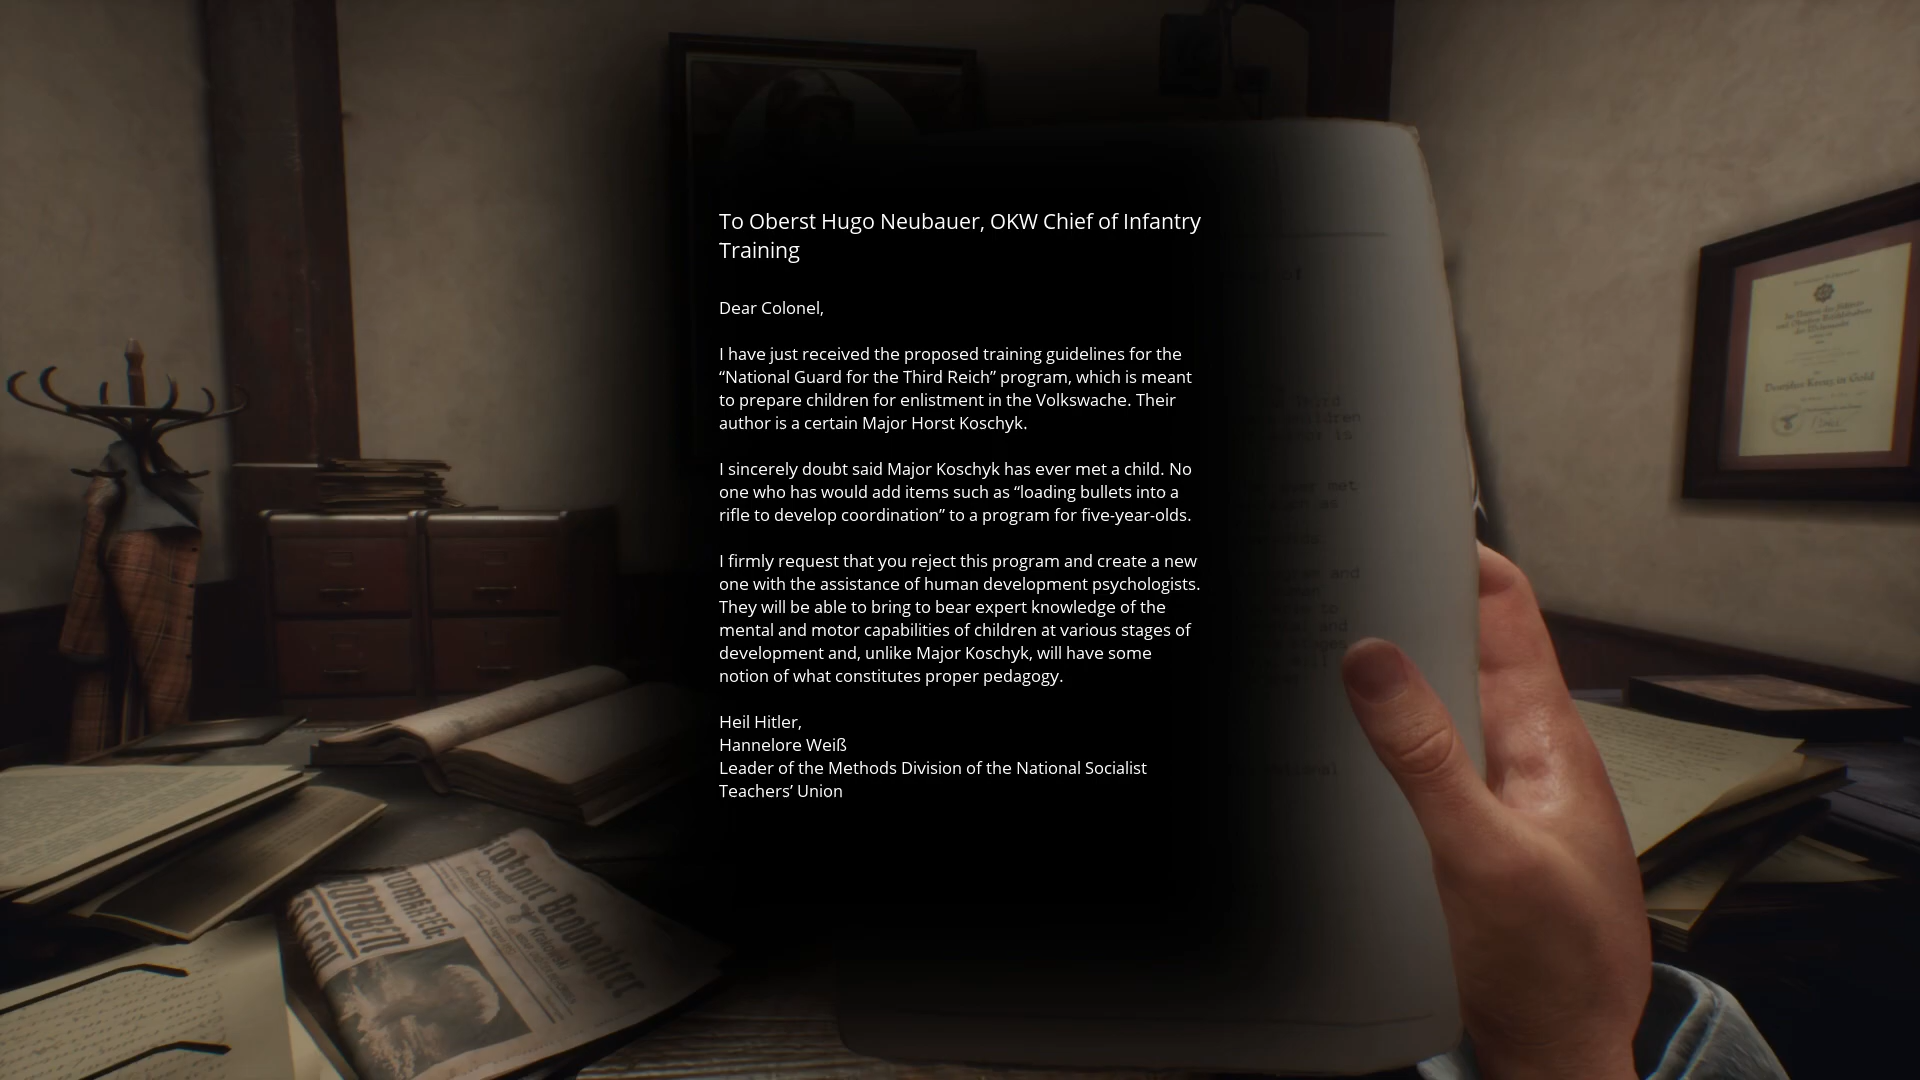 To Oberst Hugo Neubauer, OKW Chief of Infantry
Training
Dear Colonel,
I have just received the proposed training guidelines for the
“National Guard for the Third Reich” program, which is meant
to prepare children for enlistment in the Volkswache. Their
author is a certain Major Horst Koschyk.
I sincerely doubt said Major Koschyk has ever met a child. No
one who has would add items such as “loading bullets into a
rifle to develop coordination” to a program for five-year-olds.
I firmly request that you reject this program and create a new
one with the assistance of human development psychologists.
They will be able to bring to bear expert knowledge of the
mental and motor capabilities of children at various stages of
development and, unlike Major Koschyk, will have some
notion of what constitutes proper pedagogy.
Heil Hitler,
Hannelore Weiß
Leader of the Methods Division of the National Socialist
Teachers’ Union